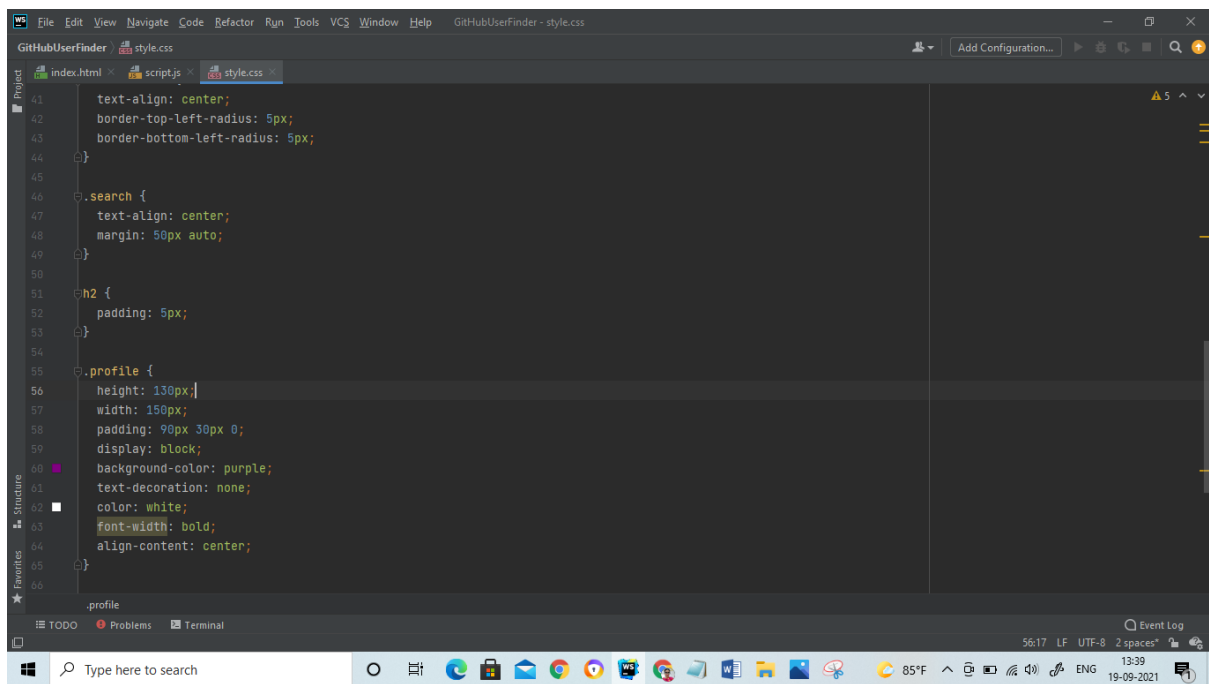 WS File Edit View Navigate Code Refactor Run Tools VCS Window Help GitHubUserFinder - style.css
GitHubUserFinder style.css Add Configuration...
index.html script.js style.css
Project
41 text-align: center; 5
42 border-top-left-radius: 5px;
43 border-bottom-left-radius: 5px;
44 }
45
46 .search {
47 text-align: center;
48 margin: 50px auto;
49 }
50
51 h2 {
52 padding: 5px;
53 }
54
55 .profile {
56 height: 130px;
57 width: 150px;
58 padding: 90px 30px 0;
59 display: block;
60 background-color: purple;
61 text-decoration: none;
62 color: white;
63 font-width: bold;
64 align-content: center;
65 }
66
Structure
Favorites
.profile
TODO Problems Terminal Event Log
56:17 LF UTF-8 2 spaces*
Type here to search 85°F ENG 13:39
19-09-2021 1